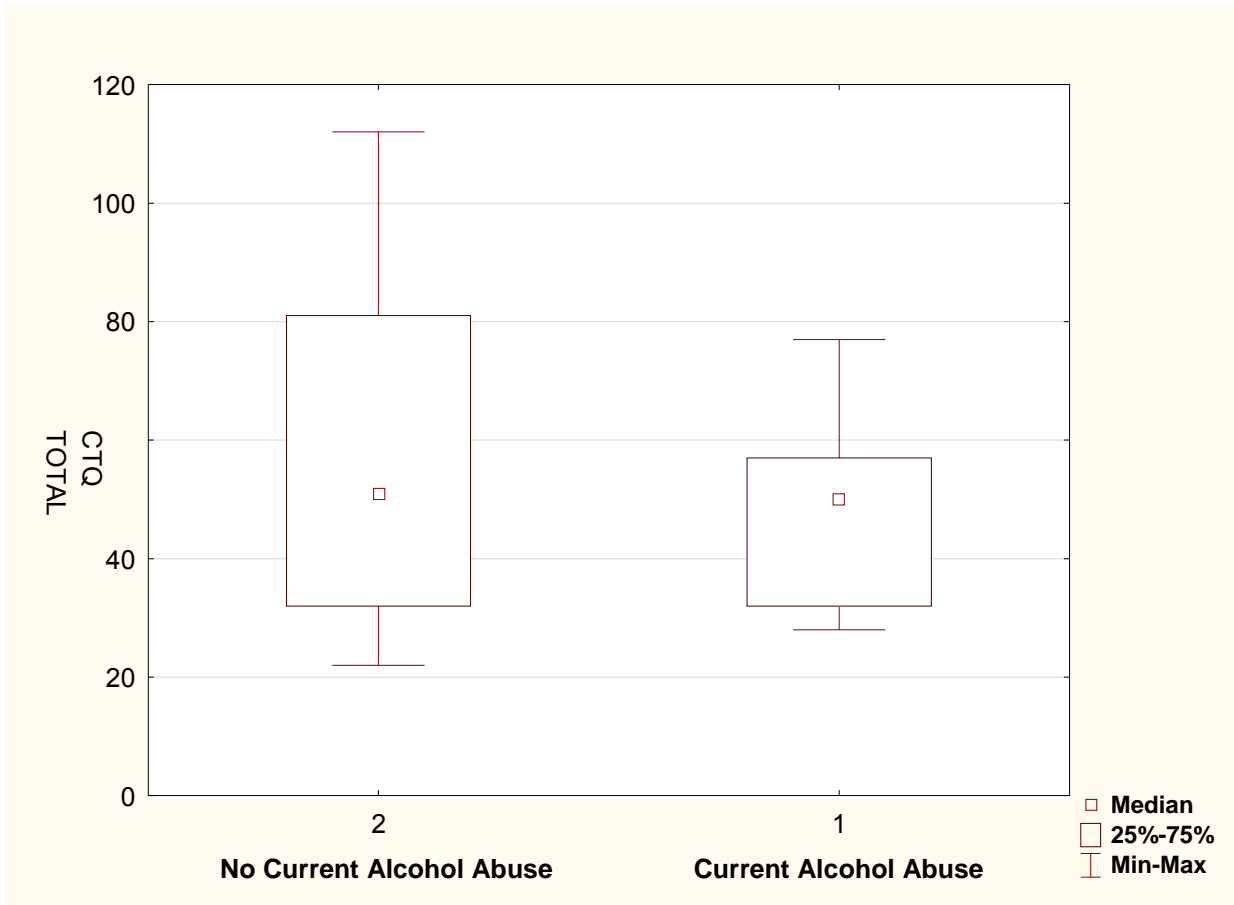 120
100
80
60
40
20
0
CTQ
TOTAL
2
1
No Current Alcohol Abuse
Current Alcohol Abuse
Median
25%-75%
Min-Max